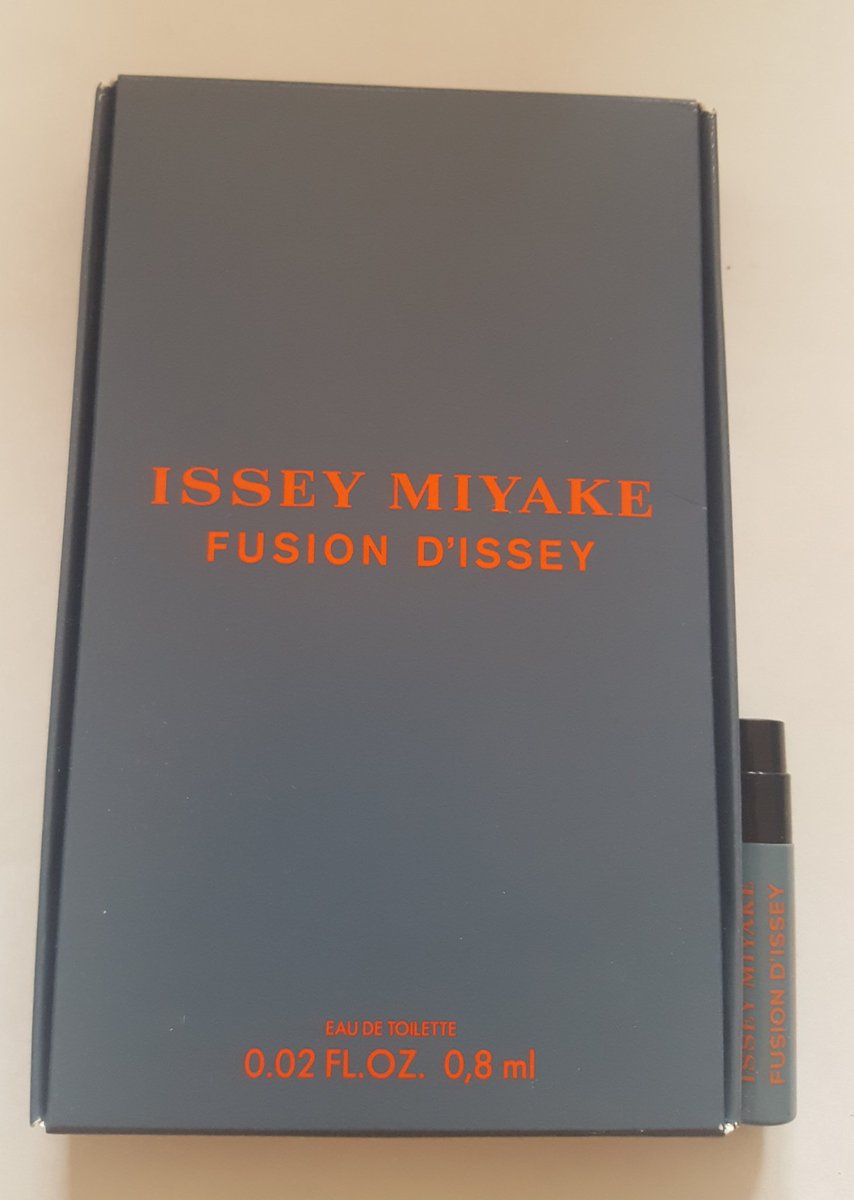 ISSEY MIYAKE
FUSION D'ISSEY
EAU DE TOILETTE
0.02 FL.OZ. 0,8 ml
ISSEY MIYAKE
FUSION D'ISSEY